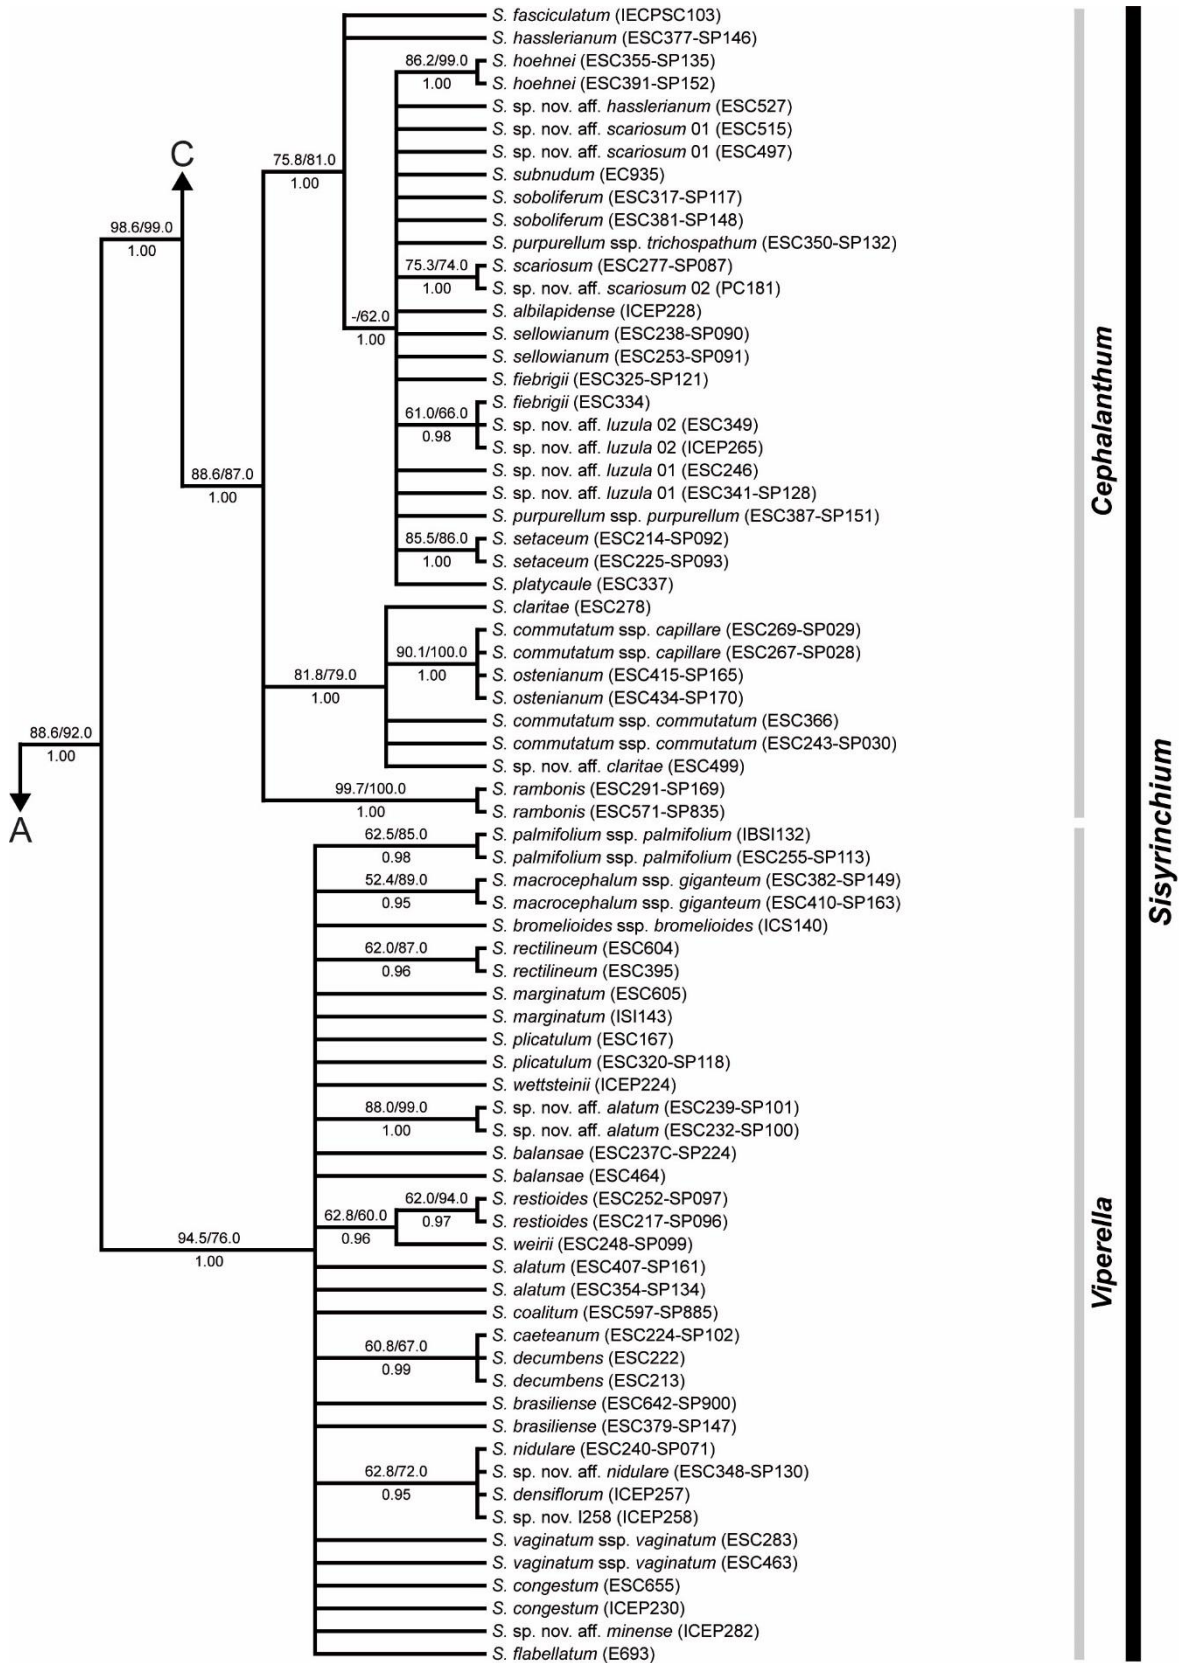 S. fasciculatum (IECPSC103)
S. hasslerianum (ESC377-SP146)
86.2/99.0
1.00
S. hoehnei (ESC355-SP135)
S. hoehnei (ESC391-SP152)
S. sp. nov. aff. hasslerianum (ESC527)
S. sp. nov. aff. scariosum 01 (ESC515)
S. sp. nov. aff. scariosum 01 (ESC497)
C
75.8/81.0
1.00
S. subnudum (EC935)
S. soboliferum (ESC317-SP117)
S. soboliferum (ESC381-SP148)
98.6/99.0
1.00
S. purpurellum ssp. trichospathum (ESC350-SP132)
75.3/74.0
1.00
S. scariosum (ESC277-SP087)
S. sp. nov. aff. scariosum 02 (PC181)
S. albilapidense (ICEP228)
-/62.0
1.00
S. sellowianum (ESC238-SP090)
S. sellowianum (ESC253-SP091)
S. fiebrigii (ESC325-SP121)
S. fiebrigii (ESC334)
61.0/66.0
0.98
S. sp. nov. aff. luzula 02 (ESC349)
S. sp. nov. aff. luzula 02 (ICEP265)
88.6/87.0
1.00
S. sp. nov. aff. luzula 01 (ESC246)
S. sp. nov. aff. luzula 01 (ESC341-SP128)
S. purpurellum ssp. purpurellum (ESC387-SP151)
85.5/86.0
1.00
S. setaceum (ESC214-SP092)
S. setaceum (ESC225-SP093)
S. platycaule (ESC337)
S. claritae (ESC278)
90.1/100.0
1.00
S. commutatum ssp. capillare (ESC269-SP029)
S. commutatum ssp. capillare (ESC267-SP028)
81.8/79.0
1.00
S. ostenianum (ESC415-SP165)
S. ostenianum (ESC434-SP170)
S. commutatum ssp. commutatum (ESC366)
88.6/92.0
1.00
S. commutatum ssp. commutatum (ESC243-SP030)
S. sp. nov. aff. claritae (ESC499)
99.7/100.0
1.00
S. rambonis (ESC291-SP169)
S. rambonis (ESC571-SP835)
Cephalanthum
A
62.5/85.0
0.98
S. palmifolium ssp. palmifolium (IBSI132)
S. palmifolium ssp. palmifolium (ESC255-SP113)
52.4/89.0
0.95
S. macrocephalum ssp. giganteum (ESC382-SP149)
S. macrocephalum ssp. giganteum (ESC410-SP163)
S. bromelioides ssp. bromelioides (ICS140)
62.0/87.0
0.96
S. rectilineum (ESC604)
S. rectilineum (ESC395)
S. marginatum (ESC605)
S. marginatum (ISI143)
S. plicatulum (ESC167)
S. plicatulum (ESC320-SP118)
S. wettsteinii (ICEP224)
88.0/99.0
1.00
S. sp. nov. aff. alatum (ESC239-SP101)
S. sp. nov. aff. alatum (ESC232-SP100)
S. balansae (ESC237C-SP224)
S. balansae (ESC464)
62.0/94.0
0.97
S. restioides (ESC252-SP097)
S. restioides (ESC217-SP096)
62.8/60.0
0.96
S. weirii (ESC248-SP099)
94.5/76.0
1.00
S. alatum (ESC407-SP161)
S. alatum (ESC354-SP134)
S. coalitum (ESC597-SP885)
60.8/67.0
0.99
S. caeteanum (ESC224-SP102)
S. decumbens (ESC222)
S. decumbens (ESC213)
S. brasiliense (ESC642-SP900)
S. brasiliense (ESC379-SP147)
62.8/72.0
0.95
S. nidulare (ESC240-SP071)
S. sp. nov. aff. nidulare (ESC348-SP130)
S. densiflorum (ICEP257)
S. sp. nov. I258 (ICEP258)
S. vaginatum ssp. vaginatum (ESC283)
S. vaginatum ssp. vaginatum (ESC463)
S. congestum (ESC655)
S. congestum (ICEP230)
S. sp. nov. aff. minense (ICEP282)
S. flabellatum (E693)
Viperella
Sisyrinchium